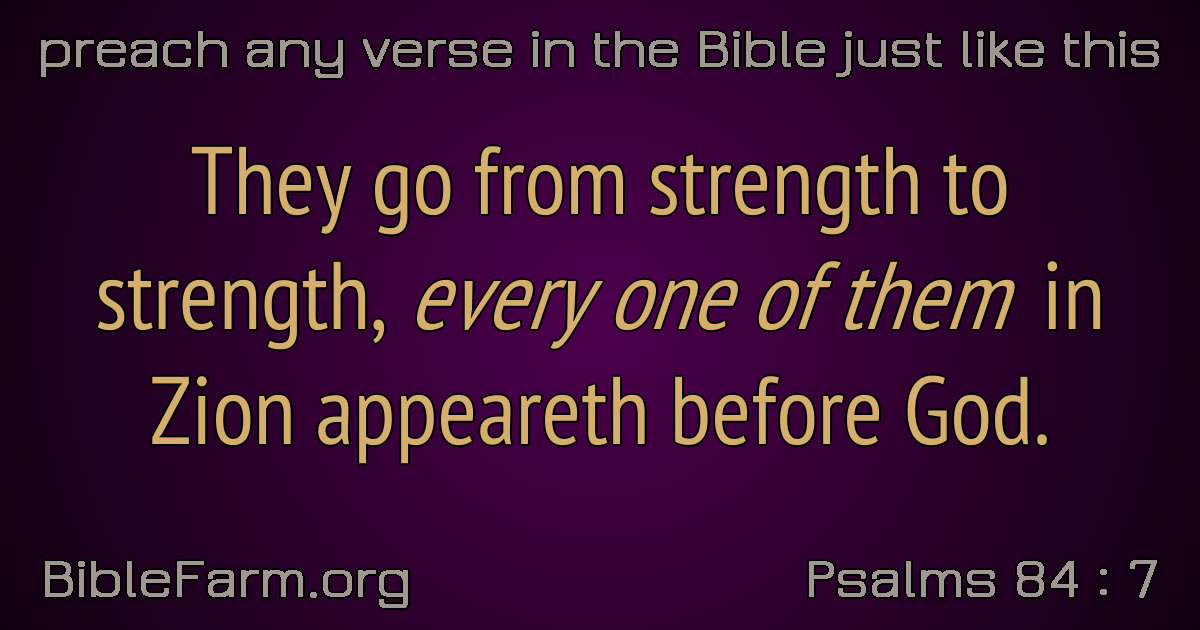 preach any verse in the Bible just like this
They go from strength to
strength, every one of them in
Zion appeareth before God.
BibleFarm.org
Psalms 84 : 7